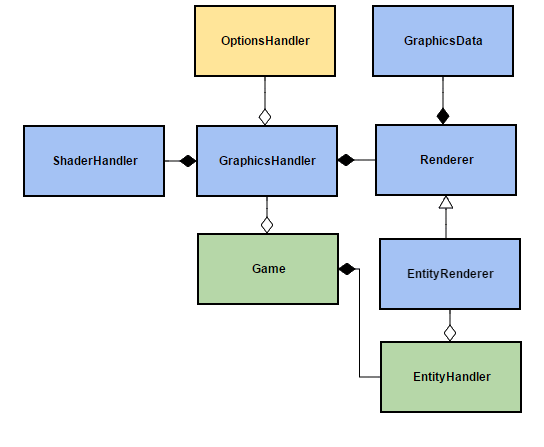 OptionsHandler
GraphicsData
ShaderHandler
GraphicsHandler
Renderer
Game
EntityRenderer
EntityHandler